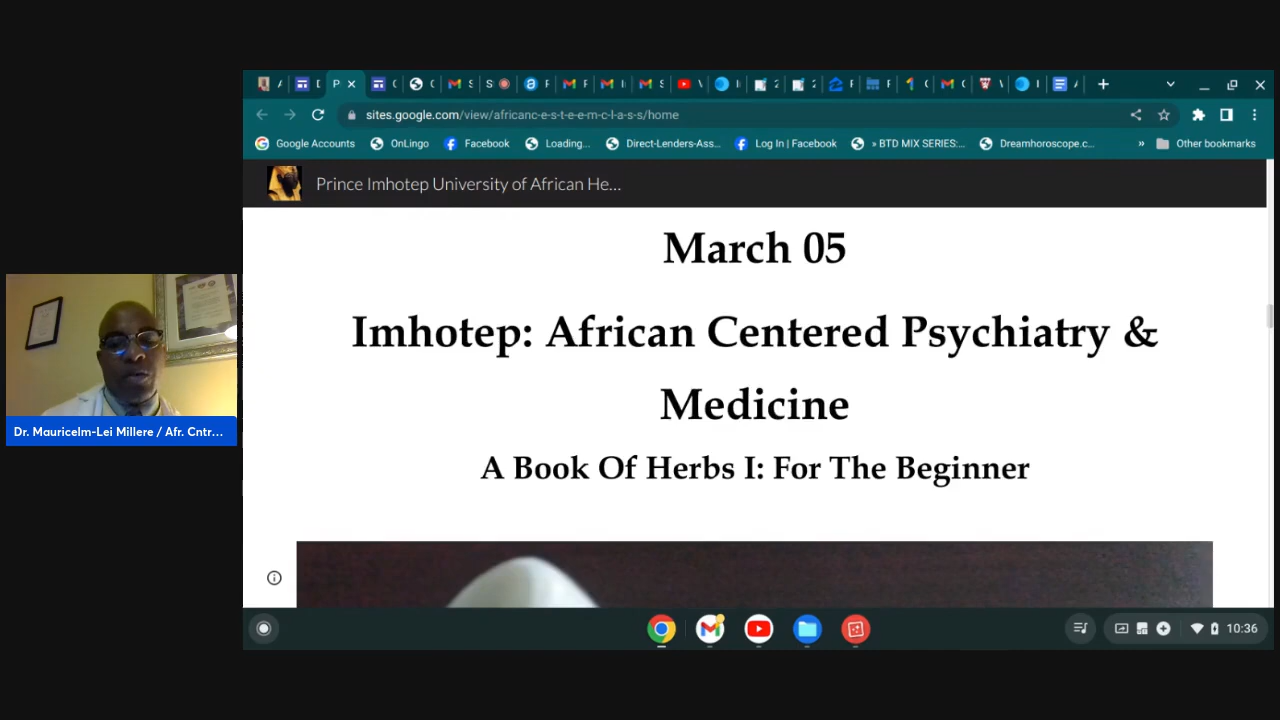 sites.google.com/view/africanc-e-s-t-e-e-m-c-l-a-s-s/home
Google Accounts
OnLingo
Facebook
Loading...
Direct-Lenders-Ass...
Log In | Facebook
» BTD MIX SERIES:...
Dreamhoroscope.c...
»
Other bookmarks
Prince Imhotep University of African He...
March 05
Imhotep: African Centered Psychiatry &
Medicine
A Book Of Herbs I: For The Beginner
Dr. Mauricelm-Lei Millere / Afr. Cntr...
10:36